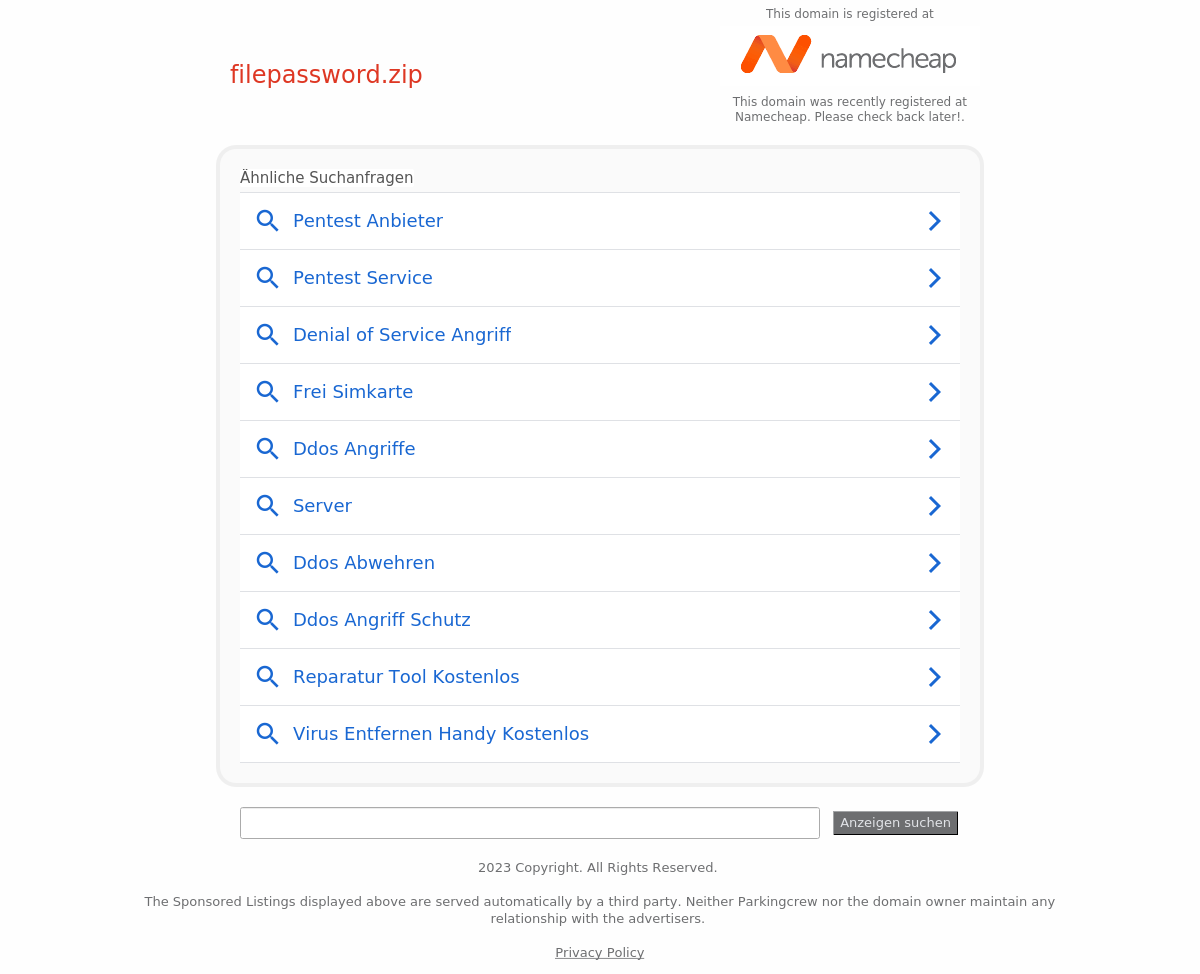 This domain is registered at
namecheap
filepassword.zip
This domain was recently registered at
Namecheap. Please check back later!.
Ähnliche Suchanfragen
Pentest Anbieter
Pentest Service
Denial of Service Angriff
Frei Simkarte
Ddos Angriffe
Server
Ddos Abwehren
Ddos Angriff Schutz
Reparatur Tool Kostenlos
Virus Entfernen Handy Kostenlos
Anzeigen suchen
2023 Copyright. All Rights Reserved.
The Sponsored Listings displayed above are served automatically by a third party. Neither Parkingcrew nor the domain owner maintain any
relationship with the advertisers.
Privacy Policy